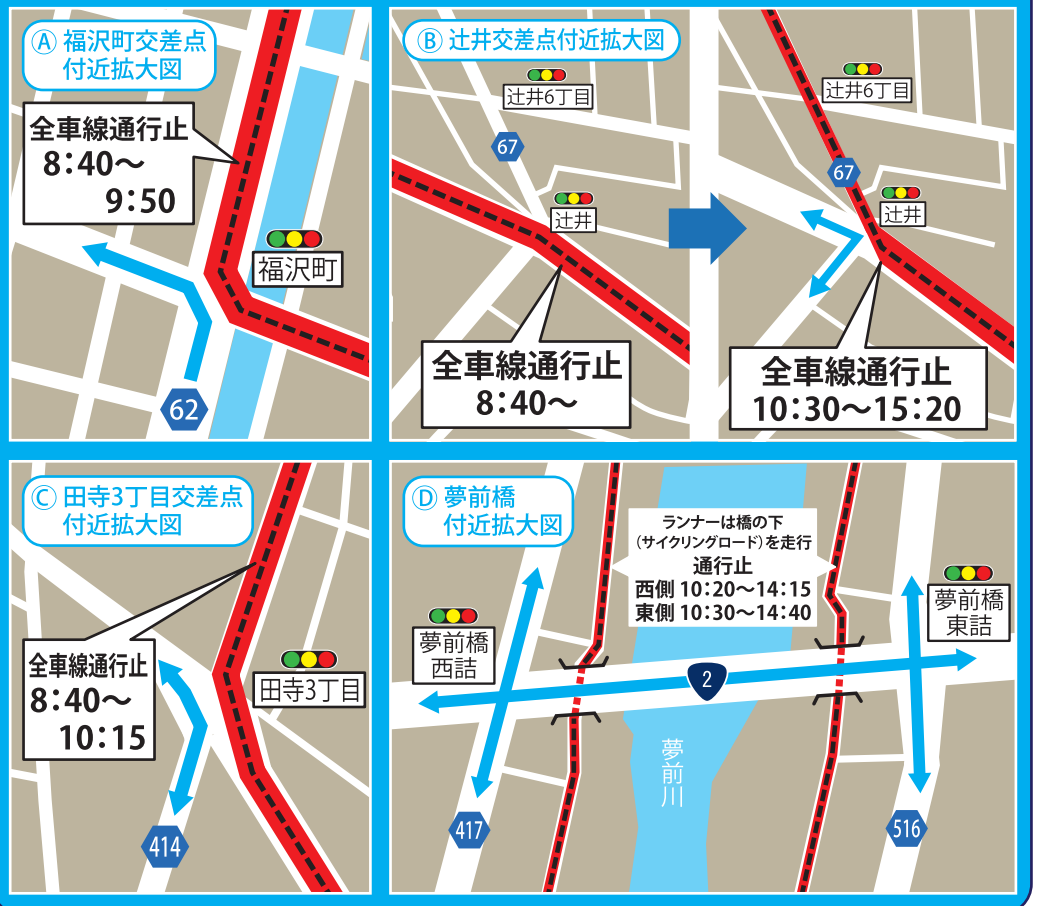 Ⓐ 福沢町交差点
付近拡大図
全車線通行止
8:40～
9:50
福沢町
62
Ⓑ 辻井交差点付近拡大図
辻井6丁目
67
辻井
全車線通行止
8:40～
辻井6丁目
67
辻井
全車線通行止
10:30～15:20
Ⓒ 田寺3丁目交差点
付近拡大図
全車線通行止
8:40～
10:15
田寺3丁目
414
Ⓓ 夢前橋
付近拡大図
ランナーは橋の下
（サイクリングロード）を走行
通行止
西側 10:20～14:15
東側 10:30～14:40
夢前橋
西詰
夢前橋
東詰
2
夢前川
417
516